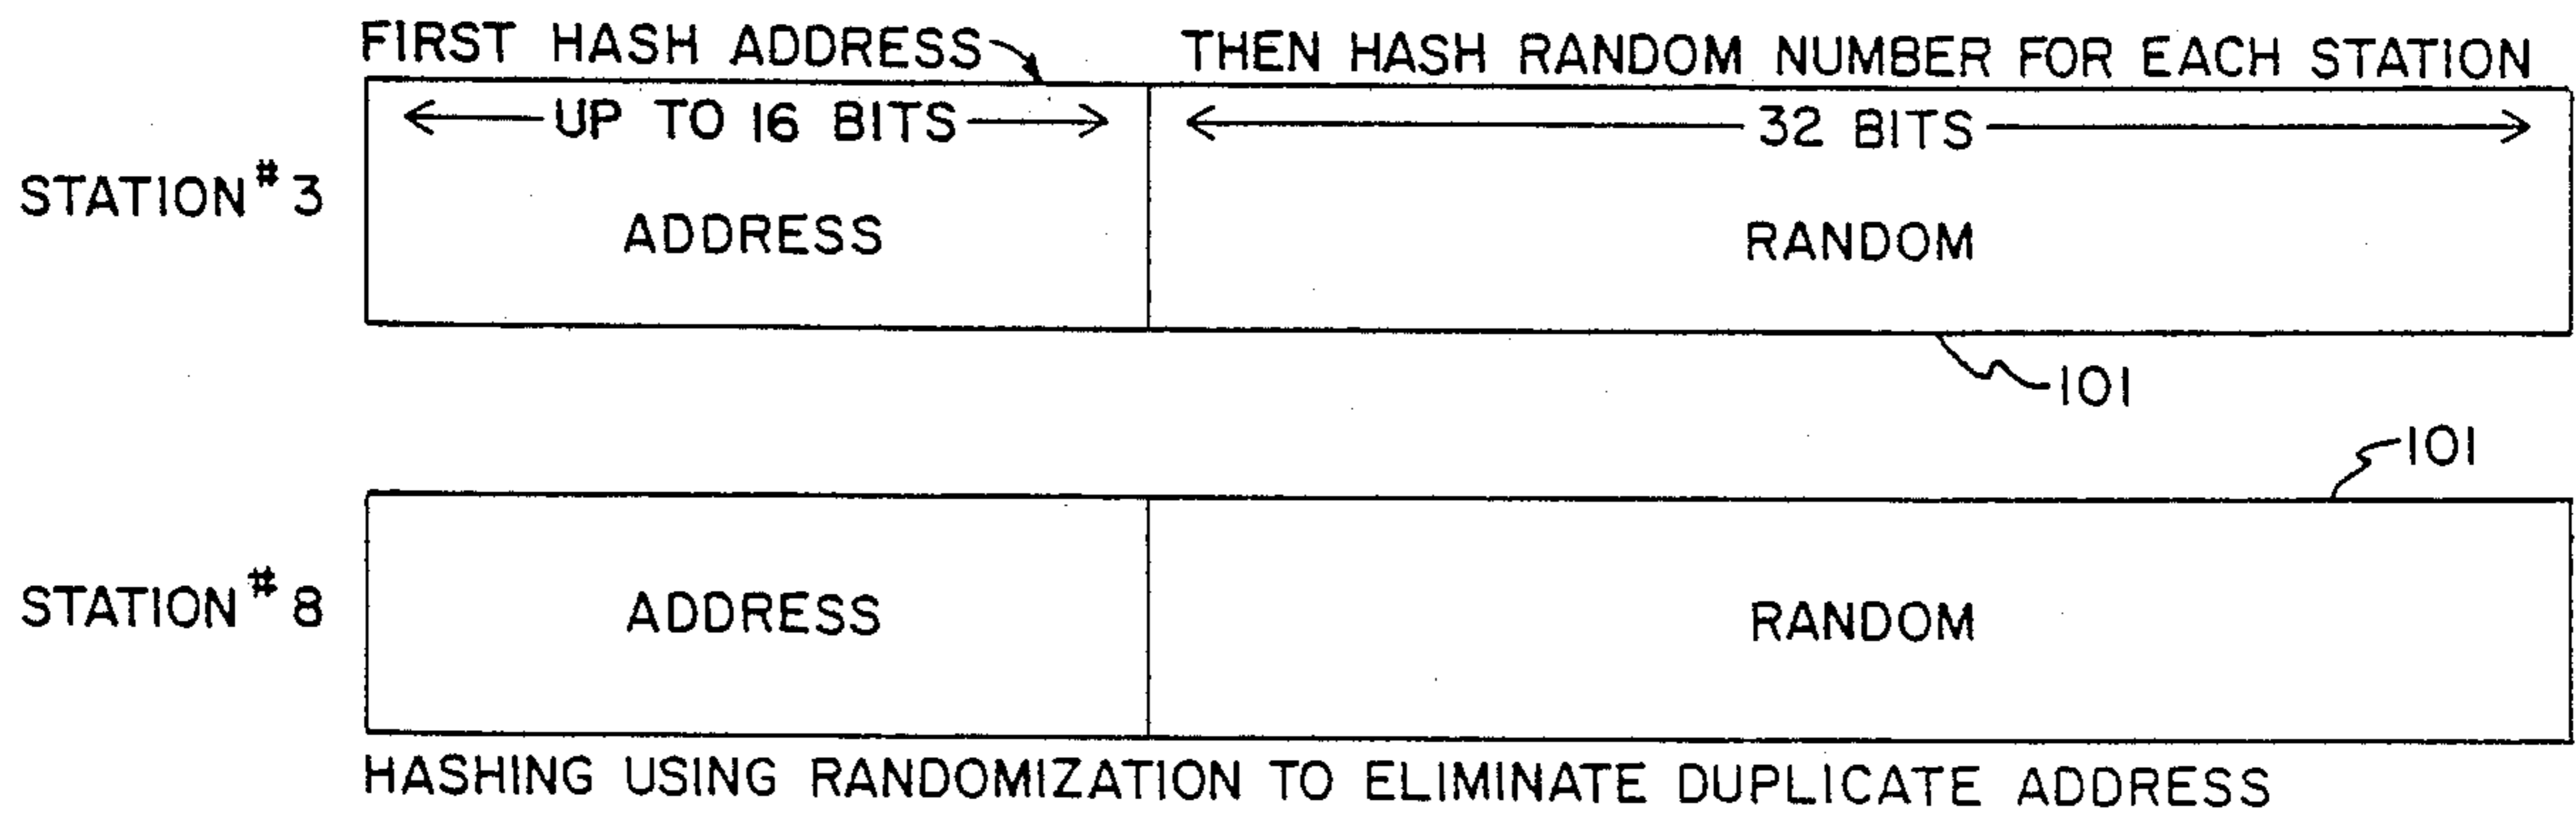 FIRST HASH ADDRESS
THEN HASH RANDOM NUMBER FOR EACH STATION
UP TO 16 BITS
32 BITS
STATION #3
ADDRESS
RANDOM
101
101
STATION #8
ADDRESS
RANDOM
HASHING USING RANDOMIZATION TO ELIMINATE DUPLICATE ADDRESS